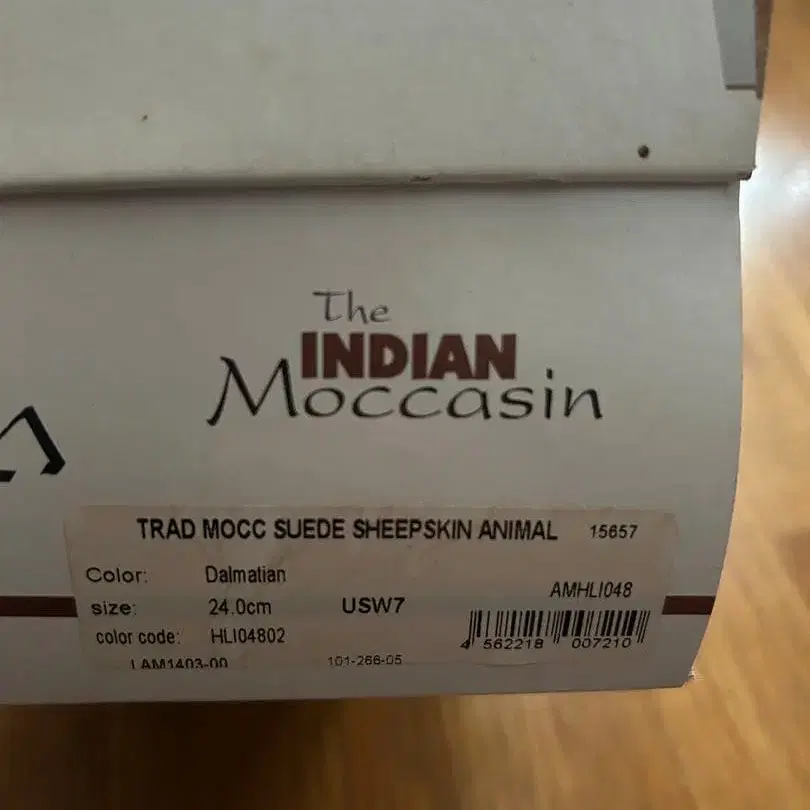 The
INDIAN
Moccasin
TRAD MOCC SUEDE SHEEPSKIN ANIMAL 15657
Color: Dalmatian
AMHLI048
size: 24.0cm USW7
color code: HLI04802
4 562218 007210
LAM1403-00 101-266-05